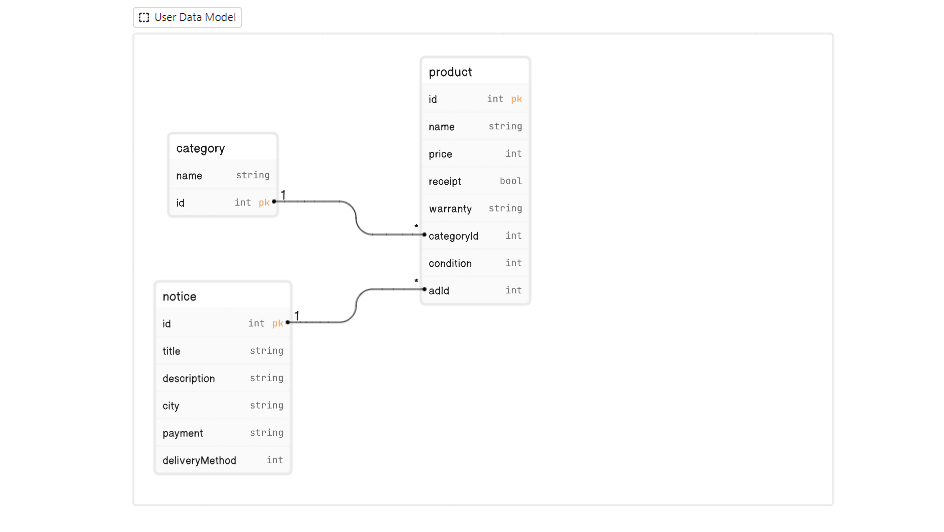 User Data Model
product
id int pk
name string
price int
receipt bool
warranty string
* categoryId int
condition int
* adId int
category
name string
id int pk 1
notice
id int pk 1
title string
description string
city string
payment string
deliveryMethod int